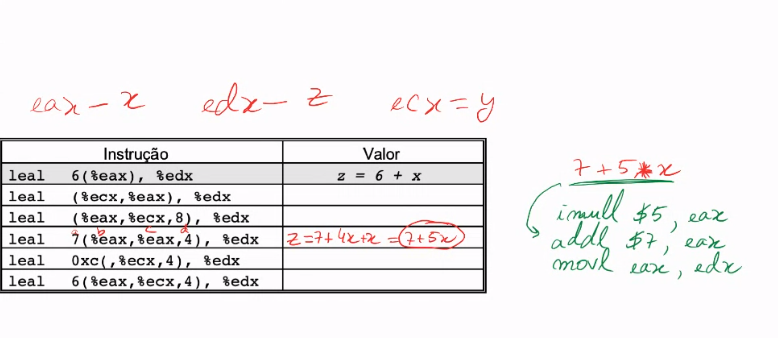 eax - x edx - z ecx = y
Instrução Valor
leal 6(%eax), %edx z = 6 + x
leal (%ecx,%eax), %edx
leal (%eax,%ecx,8), %edx
a b c d
leal 7(%eax,%eax,4), %edx z=7+4x+x = 7+5x
leal 0xc(,%ecx,4), %edx
leal 6(%eax,%ecx,4), %edx
7+5*x
imull $5, eax
addl $7, eax
movl eax, edx